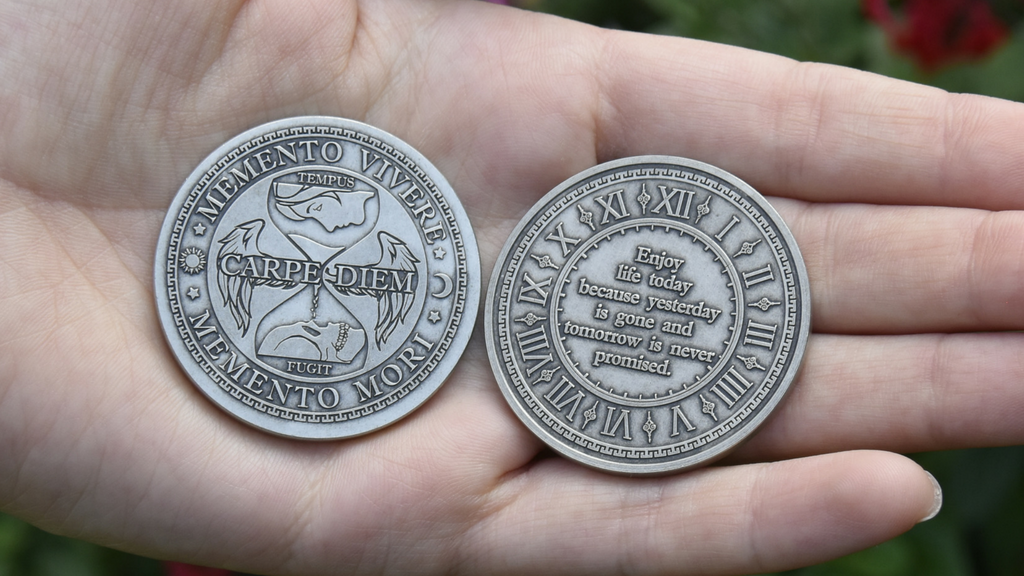 MEMENTO VIVERE
TEMPUS
CARPE DIEM
FUGIT
MEMENTO MORI
XII
I
II
III
IIII
V
VI
VII
VIII
IX
X
XI
Enjoy
life today
because yesterday
is gone and
tomorrow is never
promised.